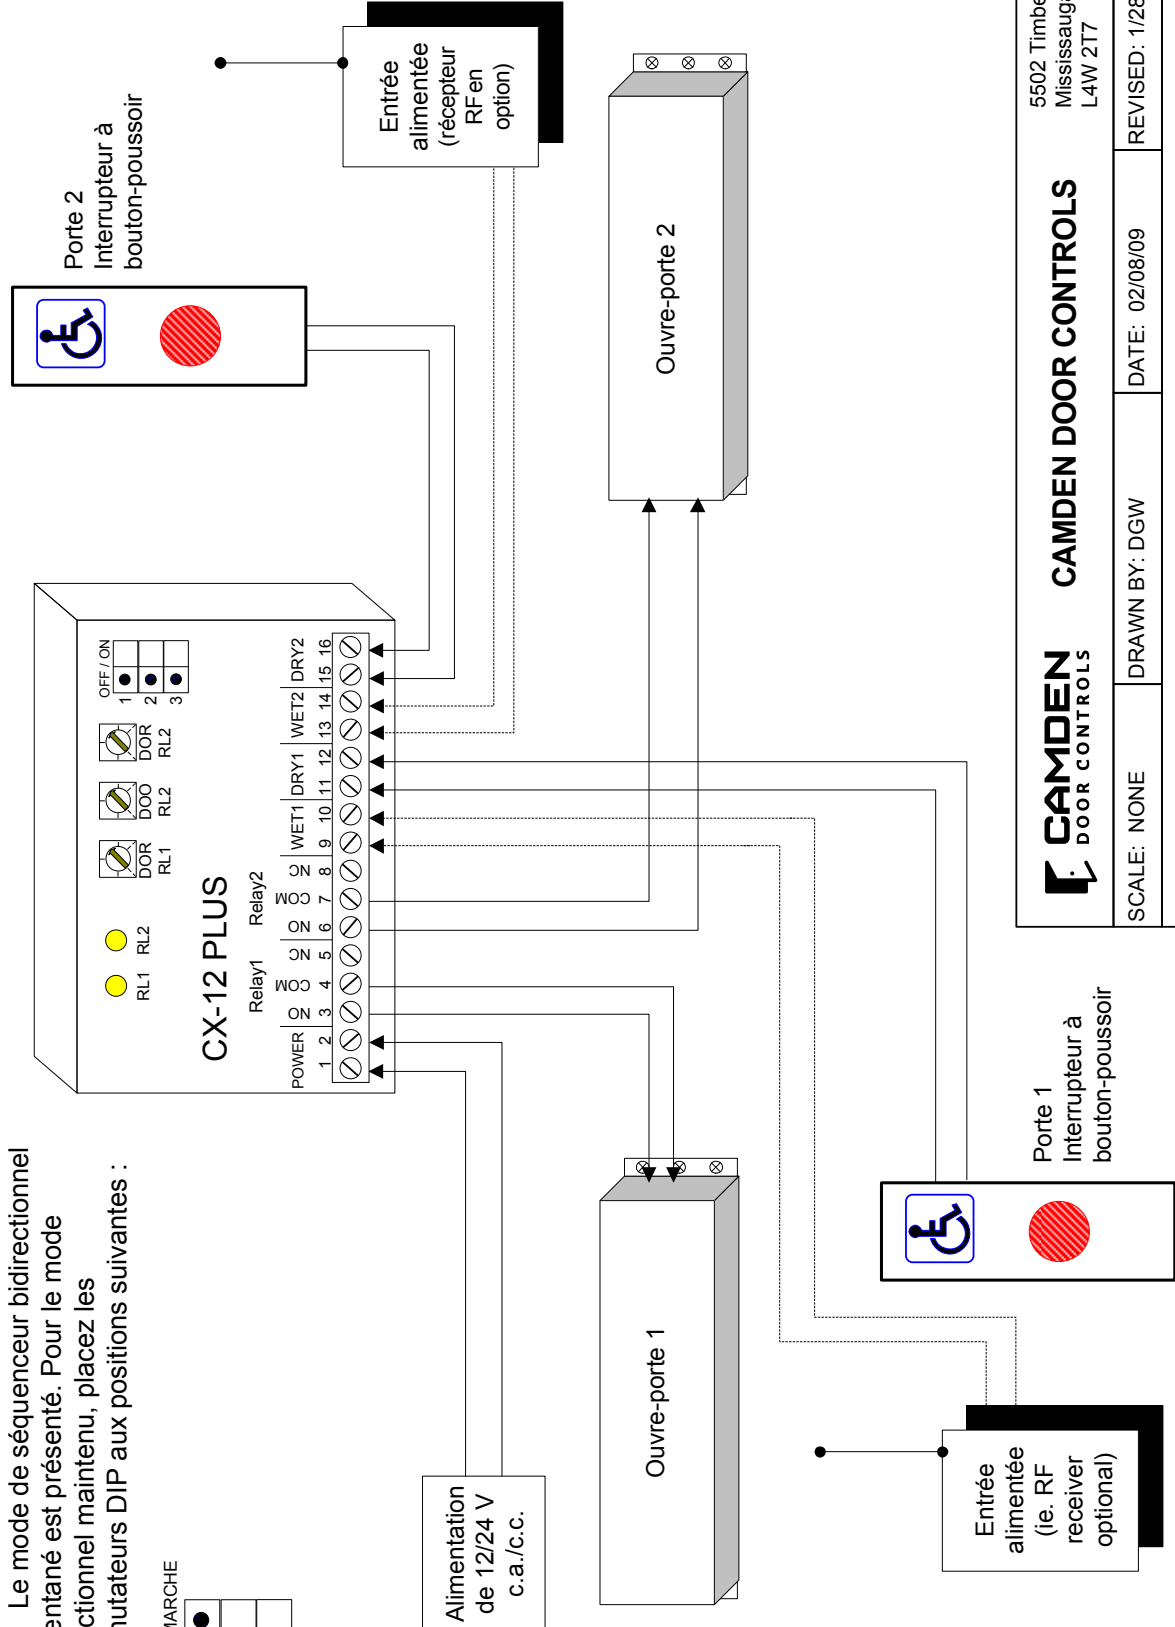 Le mode de séquenceur bidirectionnel
est présenté. Pour le mode
maintenu, placez les
DIP aux positions suivantes :
Alimentation
de 12/24 V
c.a./c.c.
OFF / ON
1
2
3
RL1
RL2
DOR
RL1
DOO
RL2
DOR
RL2
CX-12 PLUS
Relay1
Relay2
POWER
NO
COM
NC
NO
COM
NC
WET1
DRY1
WET2
DRY2
1 2 3 4 5 6 7 8 9 10 11 12 13 14 15 16
Porte 2
Interrupteur à
bouton-poussoir
Entrée
alimentée
(récepteur
RF en
option)
Ouvre-porte 1
Ouvre-porte 2
Entrée
alimentée
(ie. RF
receiver
optional)
Porte 1
Interrupteur à
bouton-poussoir
CAMDEN
DOOR CONTROLS
CAMDEN DOOR CONTROLS
5502
Mississauga
L4W 2T7
SCALE: NONE
DRAWN BY: DGW
DATE: 02/08/09
REVISED: 1/28